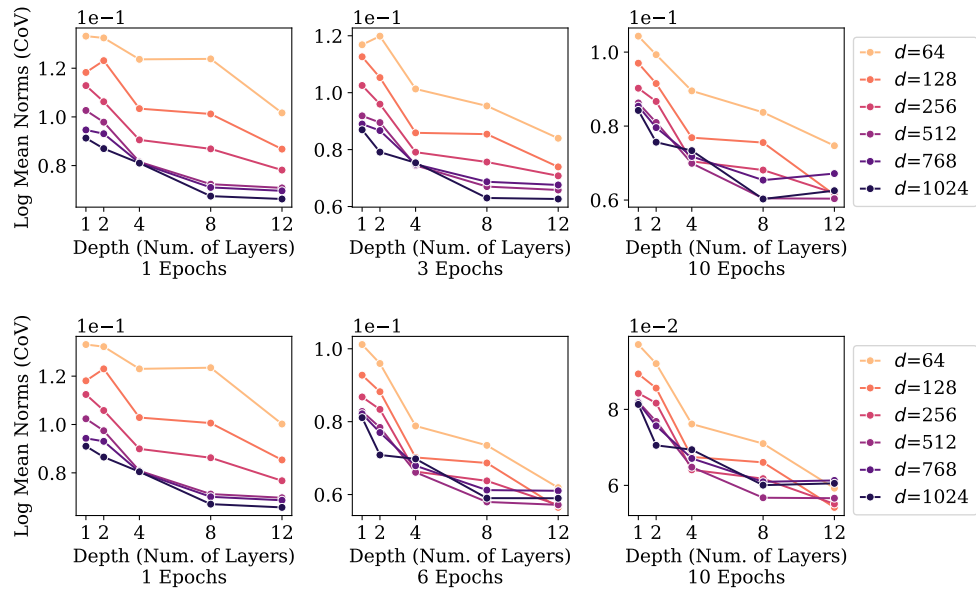 1e−1
1e−1
1e−1
Log Mean Norms (CoV)
1.2
1.0
0.8
1 2 4 8 12
Depth (Num. of Layers)
1 Epochs
1.2
1.0
0.8
0.6
1 2 4 8 12
Depth (Num. of Layers)
3 Epochs
1.0
0.8
0.6
1 2 4 8 12
Depth (Num. of Layers)
10 Epochs
d=64
d=128
d=256
d=512
d=768
d=1024
1e−1
1e−1
1e−2
Log Mean Norms (CoV)
1.2
1.0
0.8
1 2 4 8 12
Depth (Num. of Layers)
1 Epochs
1.0
0.8
0.6
1 2 4 8 12
Depth (Num. of Layers)
6 Epochs
8
6
1 2 4 8 12
Depth (Num. of Layers)
10 Epochs
d=64
d=128
d=256
d=512
d=768
d=1024